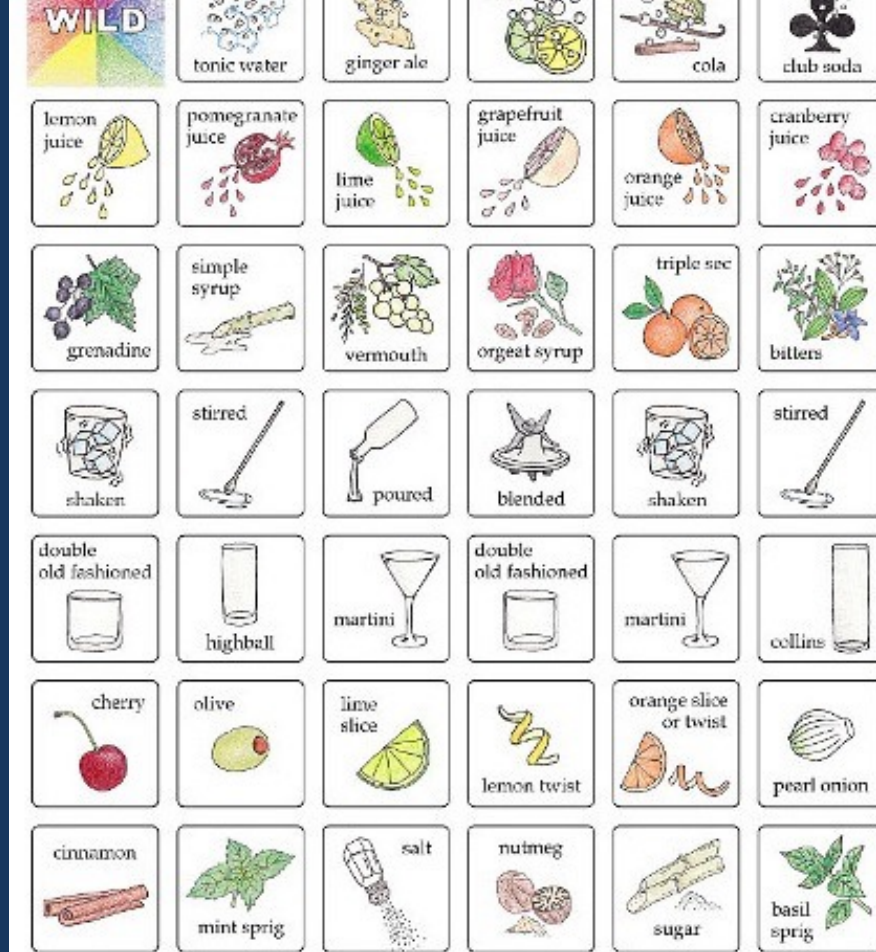 WILD
tonic water
ginger ale
cola
club soda
lemon
juice
pomegranate
juice
lime
juice
grapefruit
juice
orange
juice
cranberry
juice
grenadine
simple
syrup
vermouth
orgeat syrup
triple sec
bitters
shaken
stirred
poured
blended
shaken
stirred
double
old fashioned
highball
martini
double
old fashioned
martini
collins
cherry
olive
lime
slice
lemon twist
orange slice
or twist
pearl onion
cinnamon
mint sprig
salt
nutmeg
sugar
basil
sprig